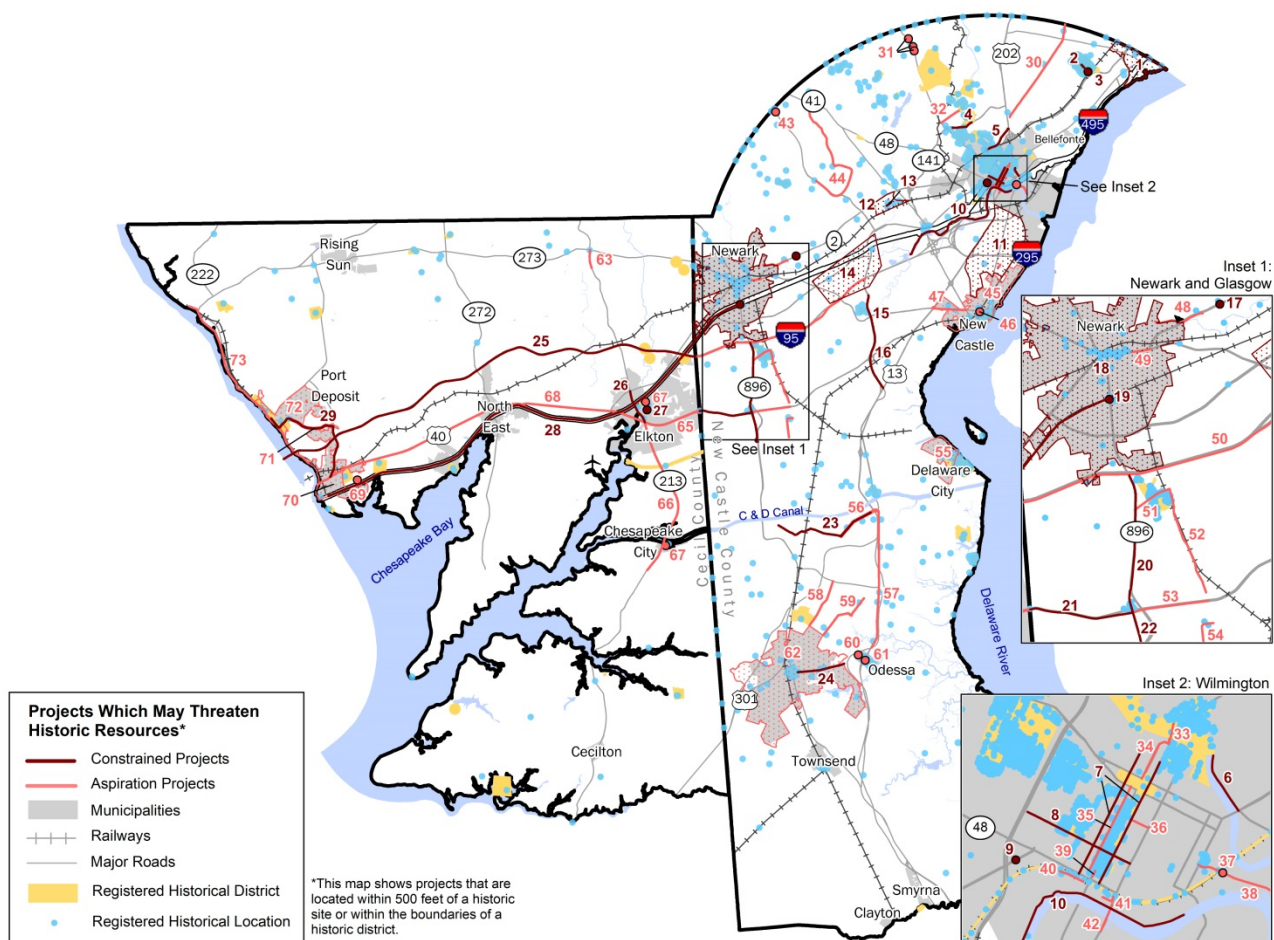 31
202
30
2
3
1
41
43
32
4
5
495
Bellefonte
48
141
44
13
See Inset 2
12
10
Rising
Sun
222
273
63
Newark
2
11
295
14
Inset 1:
Newark and Glasgow
272
47
45
15
New
Castle
46
95
25
16
13
73
Port
Deposit
896
26
67
27
68
72
29
North
East
40
28
Elkton
65
See Inset 1
71
70
69
213
55
Delaware
City
66
C & D Canal
56
23
Chesapeake
City
67
Chesapeake Bay
Cecil County
New Castle County
58
59
57
Delaware River
62
60
61
Odessa
24
301
Cecilton
Townsend
Smyrna
Clayton
Newark
48
17
49
18
19
50
51
896
52
20
21
53
22
54
Inset 2: Wilmington
33
34
7
6
8
35
36
48
9
39
40
37
38
41
10
42
Projects Which May Threaten
Historic Resources*
Constrained Projects
Aspiration Projects
Municipalities
Railways
Major Roads
Registered Historical District
Registered Historical Location
*This map shows projects that are
located within 500 feet of a historic
site or within the boundaries of a
historic district.